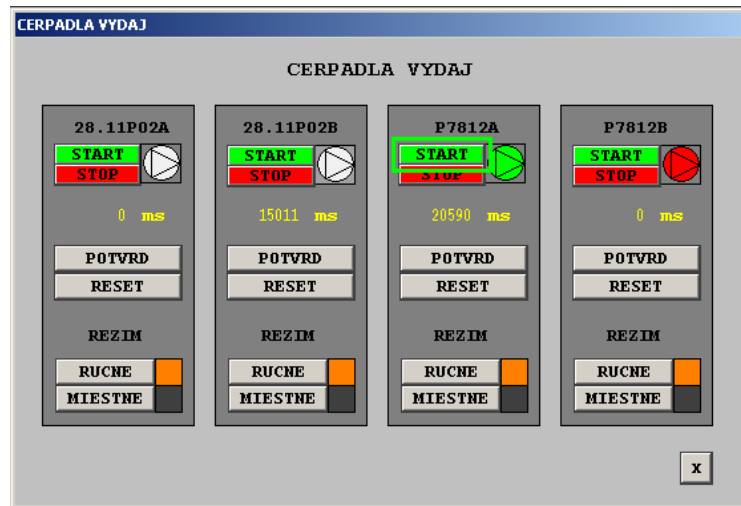 CERPADLA VYDAJ
CERPADLA VYDAJ
28.11P02A
START
STOP
0 ms
POTVRD
RESET
REZIM
RUCNE
MIESTNE
28.11P02B
START
STOP
15011 ms
POTVRD
RESET
REZIM
RUCNE
MIESTNE
P7812A
START
STOP
20590 ms
POTVRD
RESET
REZIM
RUCNE
MIESTNE
P7812B
START
STOP
0 ms
POTVRD
RESET
REZIM
RUCNE
MIESTNE
X